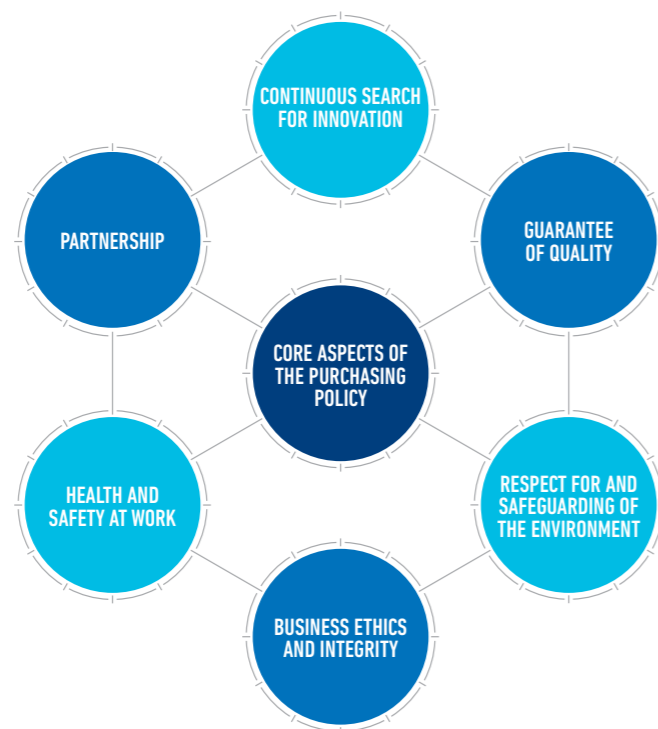 CONTINUOUS SEARCH
FOR INNOVATION
PARTNERSHIP
GUARANTEE
OF QUALITY
CORE ASPECTS OF
THE PURCHASING
POLICY
HEALTH AND
SAFETY AT WORK
RESPECT FOR AND
SAFEGUARDING OF
THE ENVIRONMENT
BUSINESS ETHICS
AND INTEGRITY